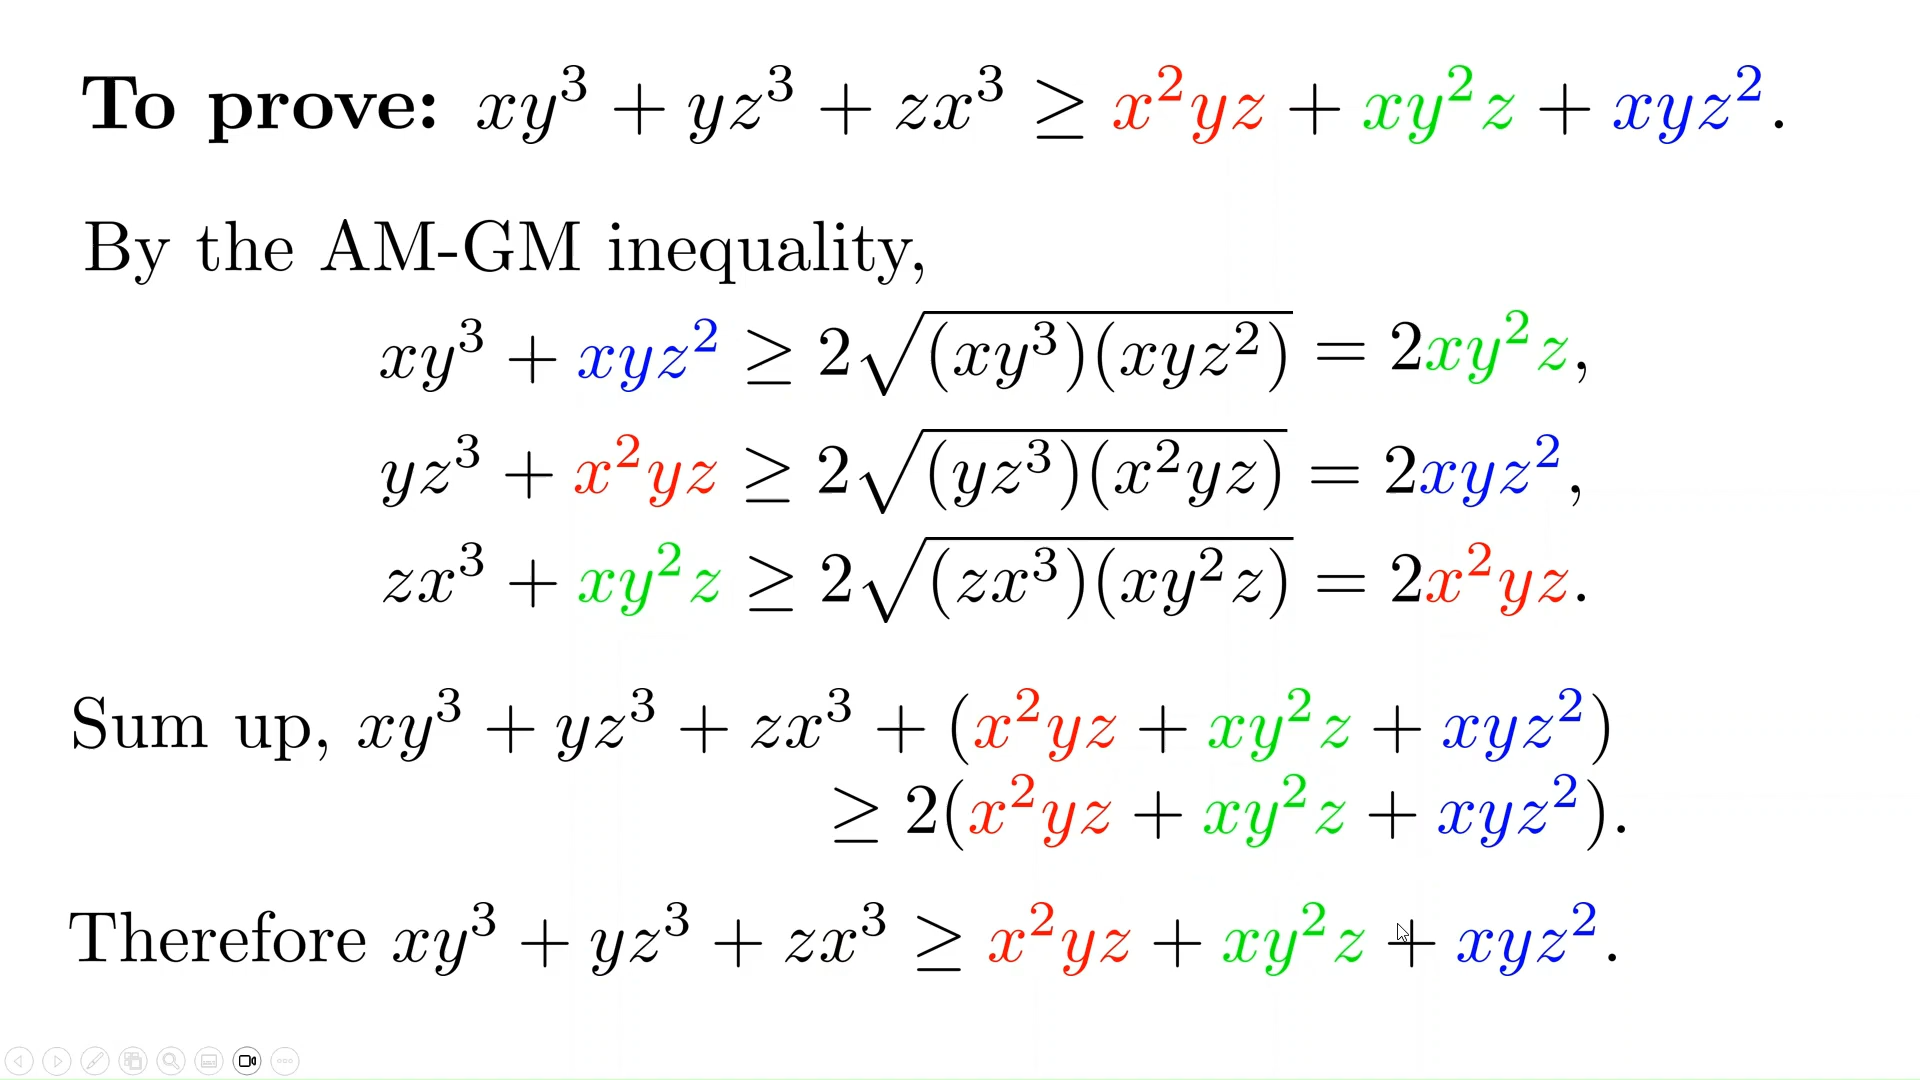 To prove: xy³ + yz³ + zx³ ≥ x²yz + xy²z + xyz².
By the AM-GM inequality,
xy³ + xyz² ≥ 2√(xy³)(xyz²) = 2xy²z,
yz³ + x²yz ≥ 2√(yz³)(x²yz) = 2xyz²,
zx³ + xy²z ≥ 2√(zx³)(xy²z) = 2x²yz.
Sum up, xy³ + yz³ + zx³ + (x²yz + xy²z + xyz²)
≥ 2(x²yz + xy²z + xyz²).
Therefore xy³ + yz³ + zx³ ≥ x²yz + xy²z + xyz².